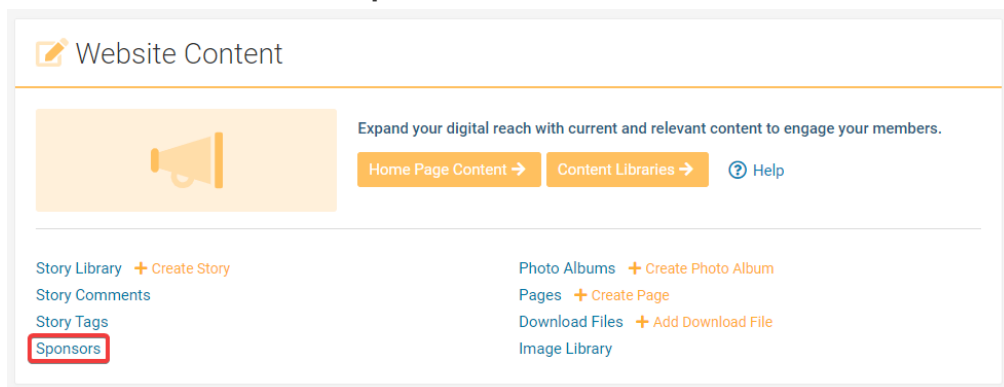 Website Content
Expand your digital reach with current and relevant content to engage your members.
Home Page Content → Content Libraries → Help
Story Library + Create Story
Story Comments
Story Tags
Sponsors
Photo Albums + Create Photo Album
Pages + Create Page
Download Files + Add Download File
Image Library